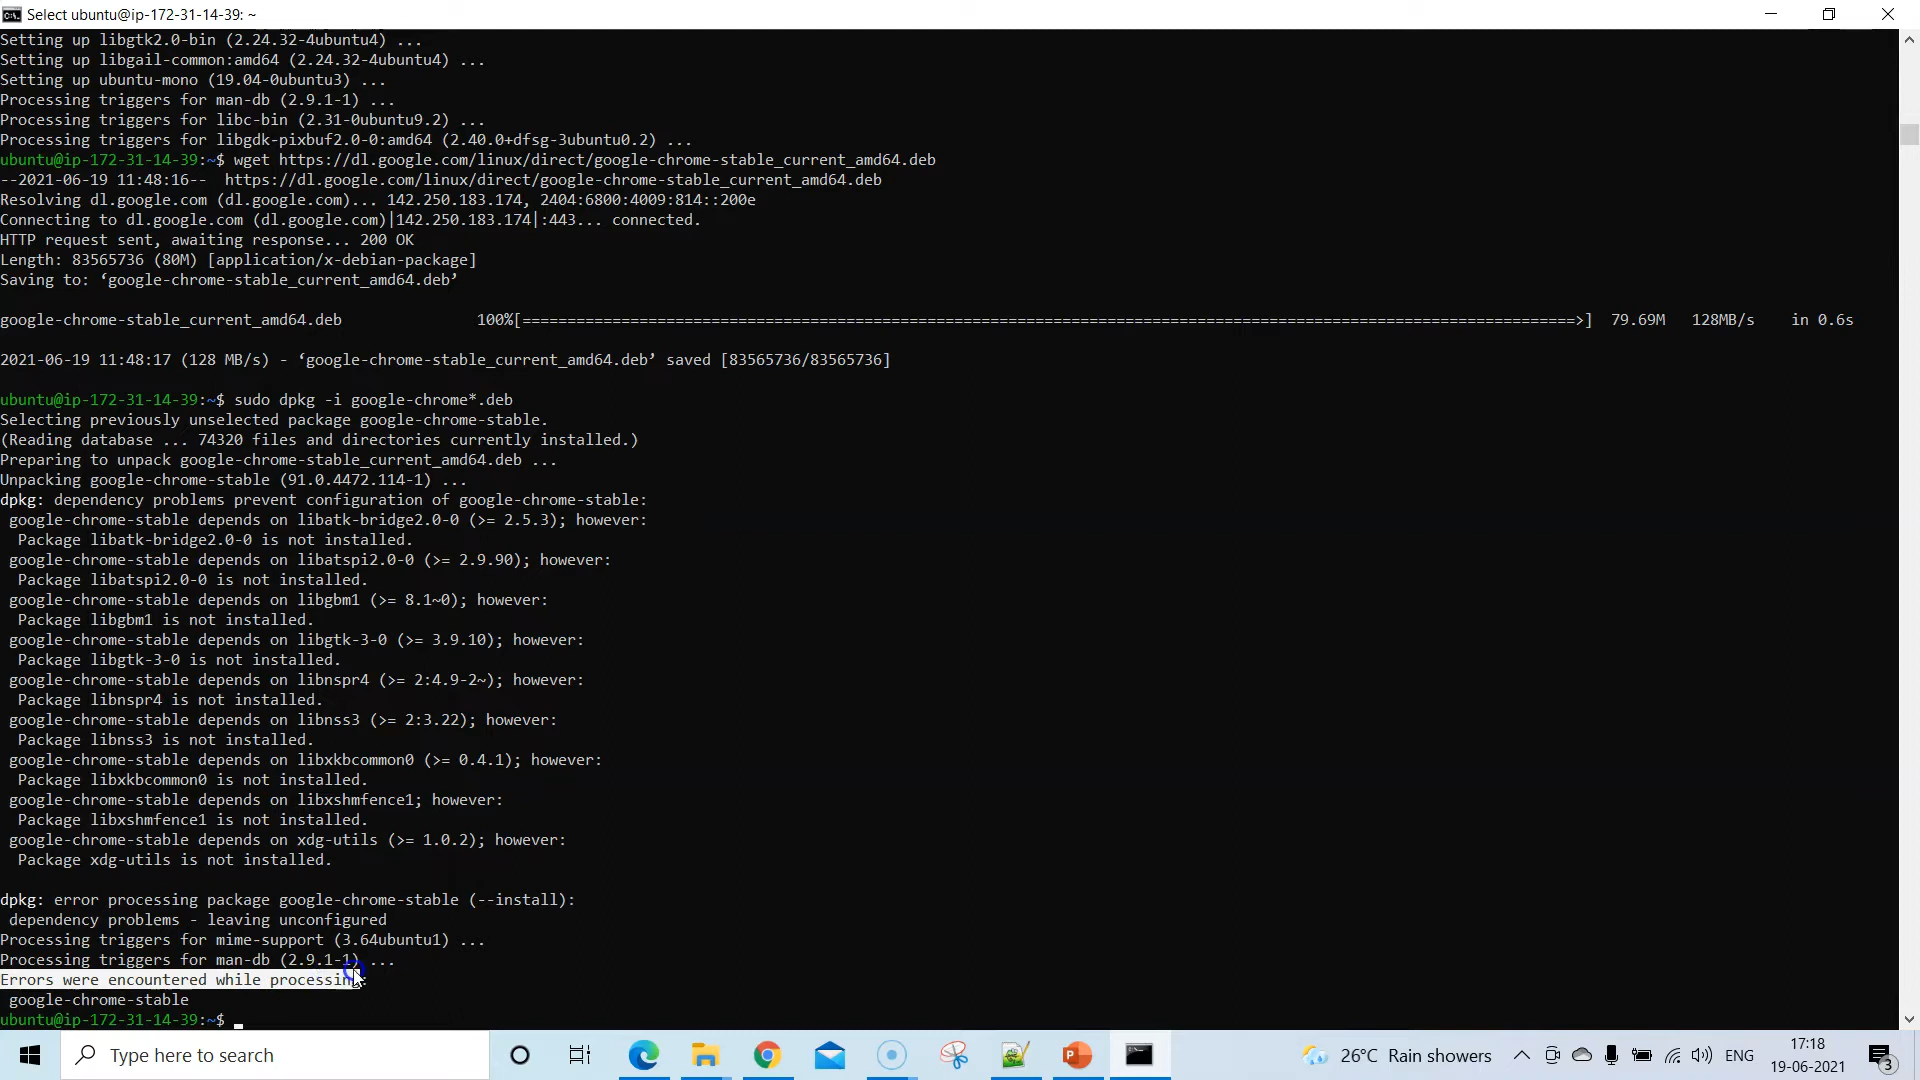 Select ubuntu@ip-172-31-14-39: ~
Setting up libgtk2.0-bin (2.24.32-4ubuntu4) ...
Setting up libgail-common:amd64 (2.24.32-4ubuntu4) ...
Setting up ubuntu-mono (19.04-0ubuntu3) ...
Processing triggers for man-db (2.9.1-1) ...
Processing triggers for libc-bin (2.31-0ubuntu9.2) ...
Processing triggers for libgdk-pixbuf2.0-0:amd64 (2.40.0+dfsg-3ubuntu0.2) ...
ubuntu@ip-172-31-14-39:~$ wget https://dl.google.com/linux/direct/google-chrome-stable_current_amd64.deb
--2021-06-19 11:48:16-- https://dl.google.com/linux/direct/google-chrome-stable_current_amd64.deb
Resolving dl.google.com (dl.google.com)... 142.250.183.174, 2404:6800:4009:814::200e
Connecting to dl.google.com (dl.google.com)|142.250.183.174|:443... connected.
HTTP request sent, awaiting response... 200 OK
Length: 83565736 (80M) [application/x-debian-package]
Saving to: ‘google-chrome-stable_current_amd64.deb’
google-chrome-stable_current_amd64.deb 100%[=====================================================================================================================>] 79.69M 128MB/s in 0.6s
2021-06-19 11:48:17 (128 MB/s) - ‘google-chrome-stable_current_amd64.deb’ saved [83565736/83565736]
ubuntu@ip-172-31-14-39:~$ sudo dpkg -i google-chrome*.deb
Selecting previously unselected package google-chrome-stable.
(Reading database ... 74320 files and directories currently installed.)
Preparing to unpack google-chrome-stable_current_amd64.deb ...
Unpacking google-chrome-stable (91.0.4472.114-1) ...
dpkg: dependency problems prevent configuration of google-chrome-stable:
google-chrome-stable depends on libatk-bridge2.0-0 (>= 2.5.3); however:
Package libatk-bridge2.0-0 is not installed.
google-chrome-stable depends on libatspi2.0-0 (>= 2.9.90); however:
Package libatspi2.0-0 is not installed.
google-chrome-stable depends on libgbm1 (>= 8.1~0); however:
Package libgbm1 is not installed.
google-chrome-stable depends on libgtk-3-0 (>= 3.9.10); however:
Package libgtk-3-0 is not installed.
google-chrome-stable depends on libnspr4 (>= 2:4.9-2~); however:
Package libnspr4 is not installed.
google-chrome-stable depends on libnss3 (>= 2:3.22); however:
Package libnss3 is not installed.
google-chrome-stable depends on libxkbcommon0 (>= 0.4.1); however:
Package libxkbcommon0 is not installed.
google-chrome-stable depends on libxshmfence1; however:
Package libxshmfence1 is not installed.
google-chrome-stable depends on xdg-utils (>= 1.0.2); however:
Package xdg-utils is not installed.
dpkg: error processing package google-chrome-stable (--install):
dependency problems - leaving unconfigured
Processing triggers for mime-support (3.64ubuntu1) ...
Processing triggers for man-db (2.9.1-1) ...
Errors were encountered while processing:
google-chrome-stable
ubuntu@ip-172-31-14-39:~$
Type here to search
26°C Rain showers
ENG
17:18
19-06-2021
3